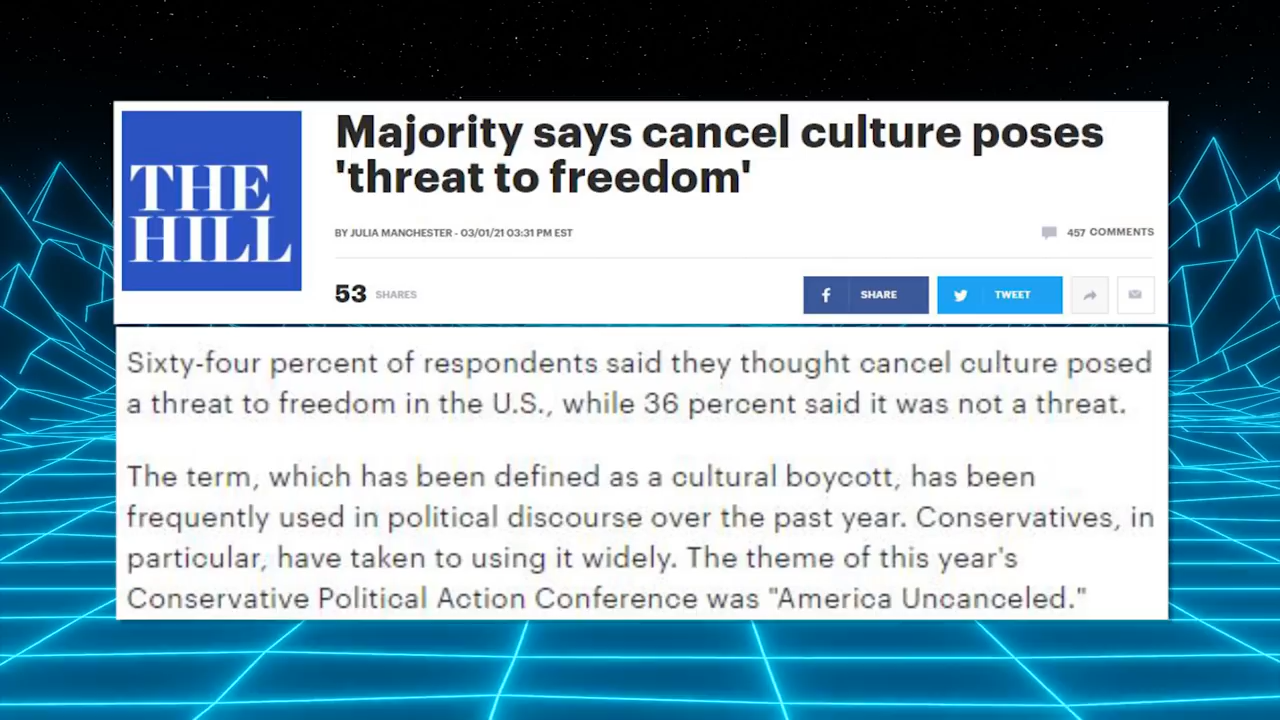 THE
HILL
Majority says cancel culture poses
'threat to freedom'
BY JULIA MANCHESTER - 03/01/21 03:31 PM EST
457 COMMENTS
53 SHARES
f SHARE
TWEET
Sixty-four percent of respondents said they thought cancel culture posed
a threat to freedom in the U.S., while 36 percent said it was not a threat.
The term, which has been defined as a cultural boycott, has been
frequently used in political discourse over the past year. Conservatives, in
particular, have taken to using it widely. The theme of this year's
Conservative Political Action Conference was "America Uncanceled."